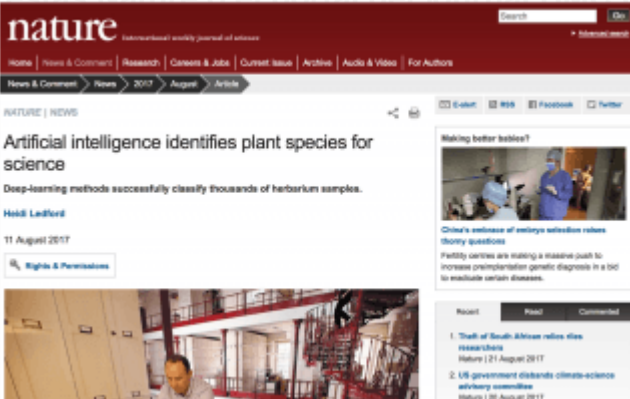 nature International weekly journal of science
Search Go
Advanced search
Home News & Comment Research Careers & Jobs Current Issue Archive Audio & Video For Authors
News & Comment News 2017 August Article
NATURE | NEWS
Artificial intelligence identifies plant species for
science
Deep-learning methods successfully classify thousands of herbarium samples.
Heidi Ledford
11 August 2017
Rights & Permissions
E-alert RSS Facebook Twitter
Making better babies?
China's embrace of embryo selection raises
thorny questions
Fertility centres are making a massive push to
increase preimplantation genetic diagnosis in a bid
to eradicate certain diseases.
Recent Read Commented
1. Theft of South African relics riles
researchers
Nature | 21 August 2017
2. US government disbands climate-science
advisory committee
Nature | 20 August 2017